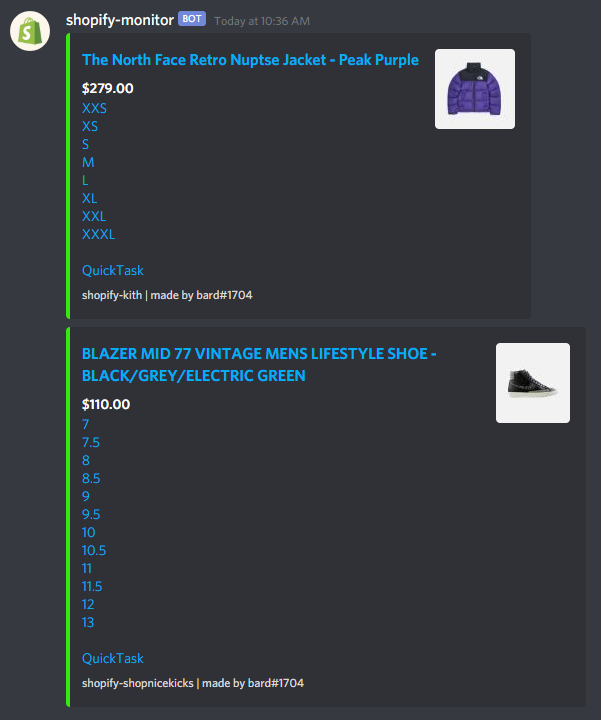 shopify-monitor BOT Today at 10:36 AM
The North Face Retro Nuptse Jacket - Peak Purple
$279.00
XXS
XS
S
M
L
XL
XXL
XXXL
QuickTask
shopify-kith | made by bard#1704
BLAZER MID 77 VINTAGE MENS LIFESTYLE SHOE -
BLACK/GREY/ELECTRIC GREEN
$110.00
7
7.5
8
8.5
9
9.5
10
10.5
11
11.5
12
13
QuickTask
shopify-shopnicekicks | made by bard#1704